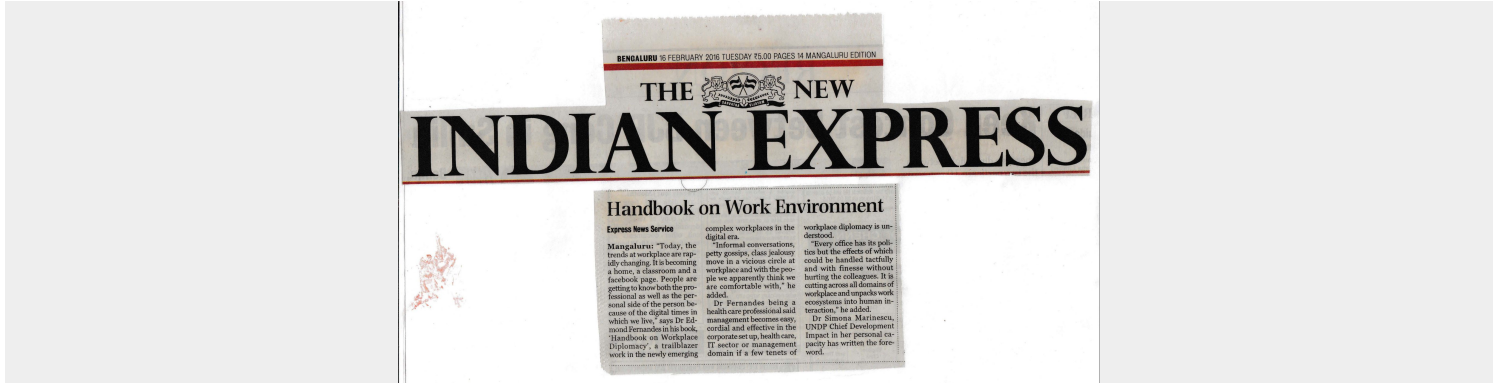 BENGALURU 16 FEBRUARY 2016 TUESDAY ₹5.00 PAGES 14 MANGALURU EDITION
THE NEW
INDIAN EXPRESS
Handbook on Work Environment
Express News Service
Mangaluru: "Today, the
trends at workplace are rap-
idly changing. It is becoming
a home, a classroom and a
facebook page. People are
getting to know both the pro-
fessional as well as the per-
sonal side of the person be-
cause of the digital times in
which we live," says Dr Ed-
mond Fernandes in his book,
'Handbook on Workplace
Diplomacy', a trailblazer
work in the newly emerging
complex workplaces in the
digital era.
"Informal conversations,
petty gossips, class jealousy
move in a vicious circle at
workplace and with the peo-
ple we apparently think we
are comfortable with," he
added.
Dr Fernandes being a
health care professional said
management becomes easy,
cordial and effective in the
corporate set up, health care,
IT sector or management
domain if a few tenets of
workplace diplomacy is un-
derstood.
"Every office has its poli-
tics but the effects of which
could be handled tactfully
and with finesse without
hurting the colleagues. It is
cutting across all domains of
workplace and unpacks work
ecosystems into human in-
teraction," he added.
Dr Simona Marinescu,
UNDP Chief Development
Impact in her personal ca-
pacity has written the fore-
word.